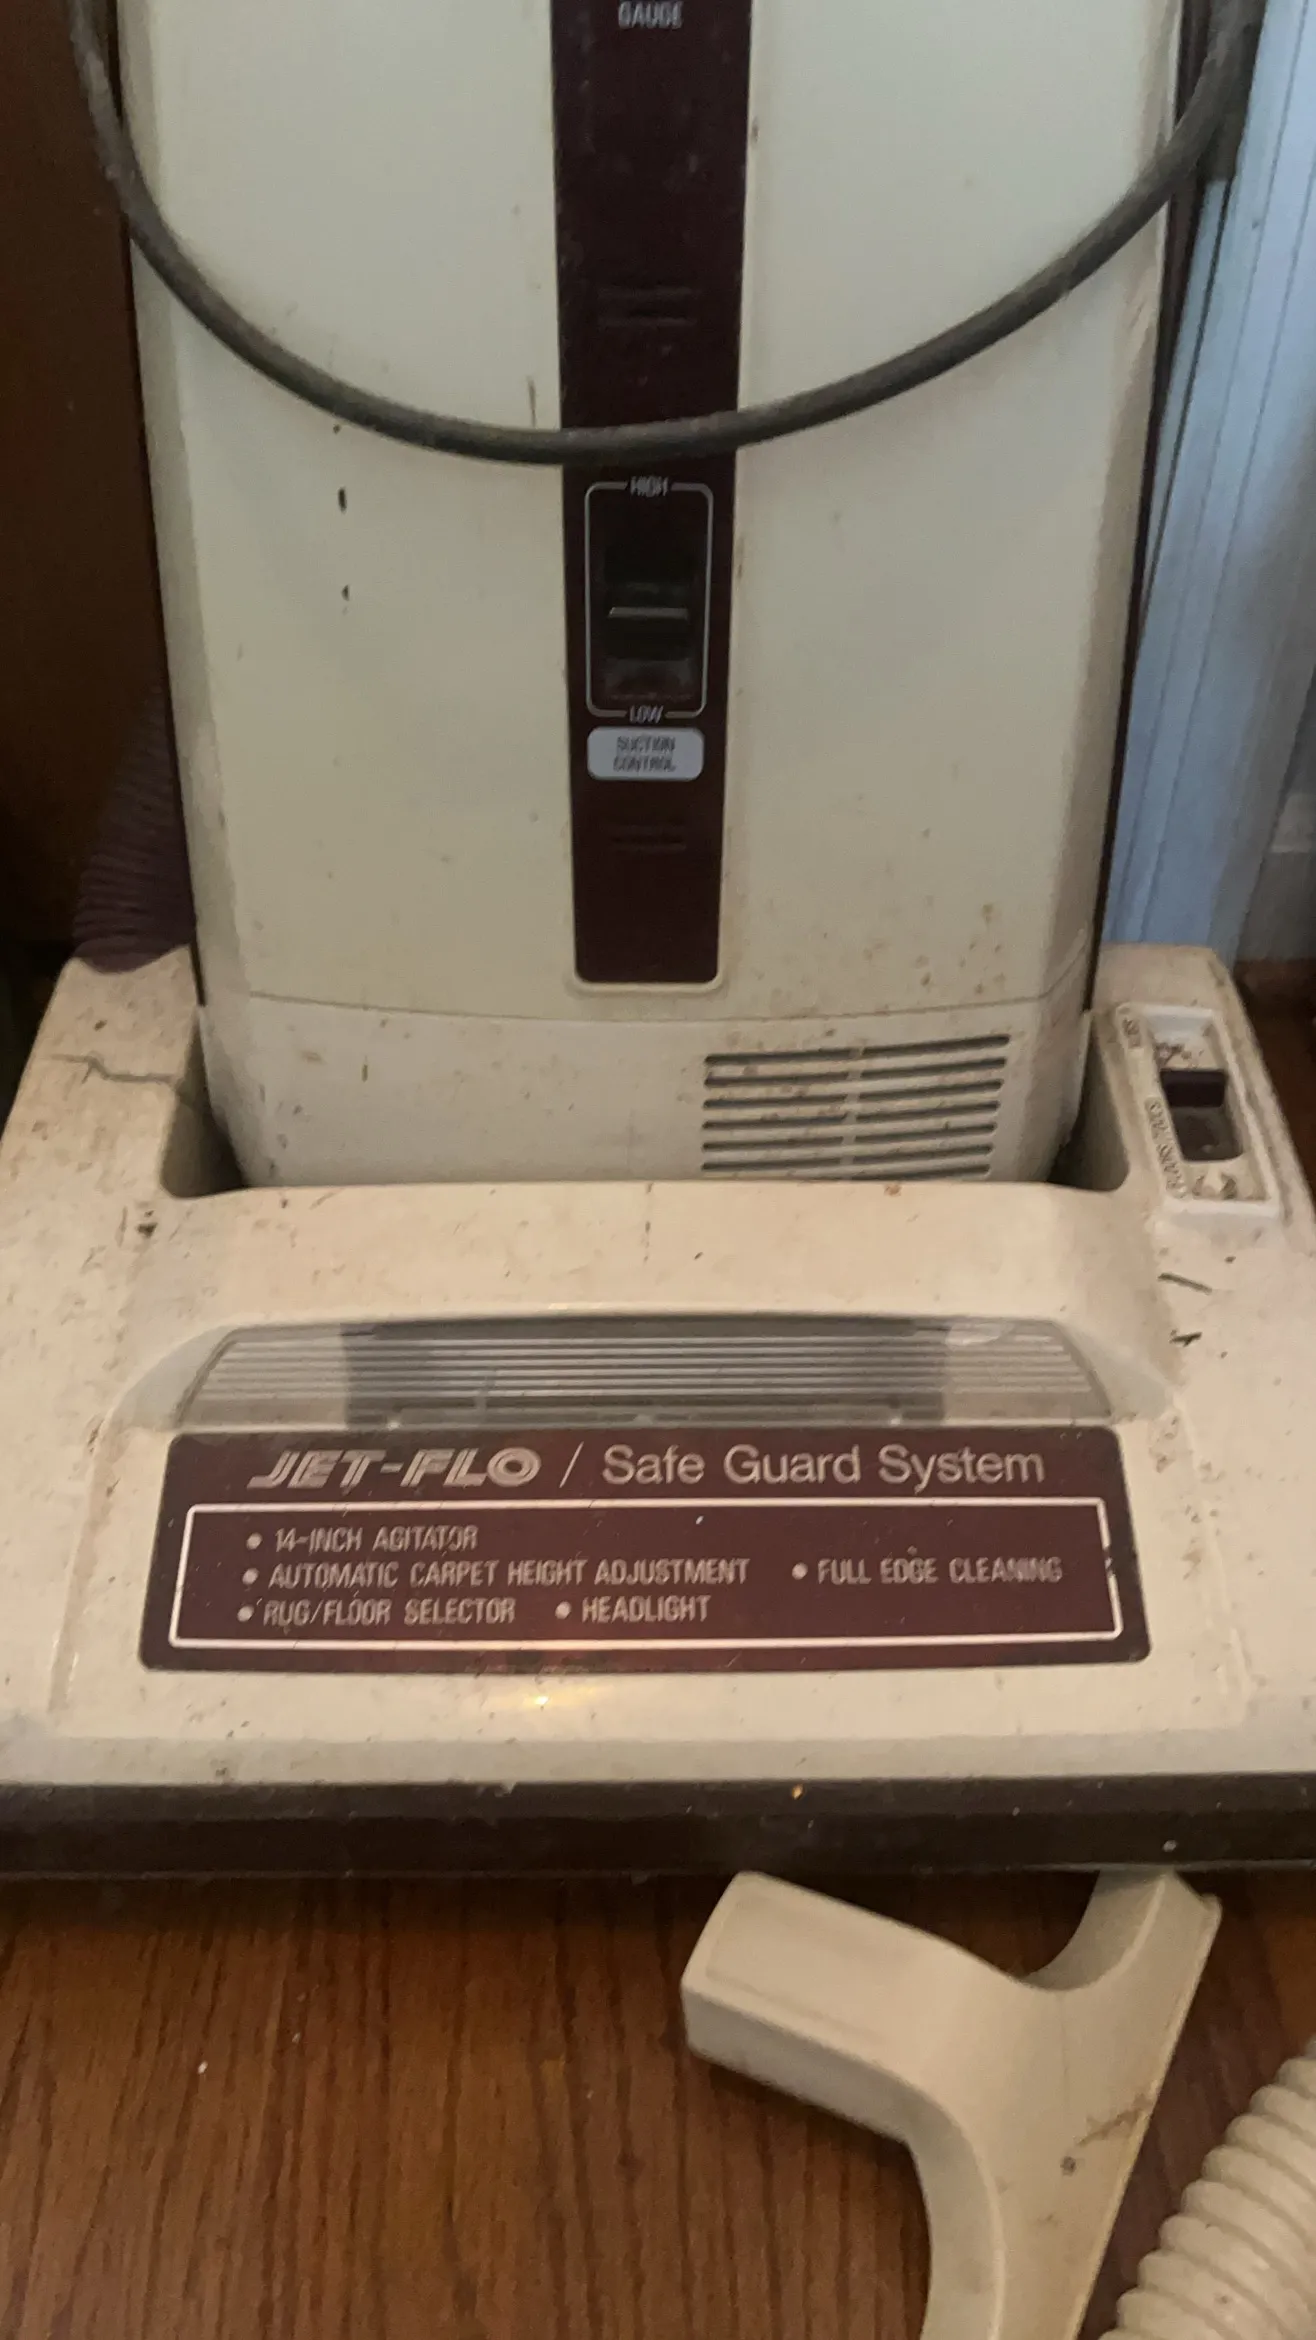 GAUGE
HIGH
LOW
SUCTION
CONTROL
JET-FLO / Safe Guard System
• 14-INCH AGITATOR
• AUTOMATIC CARPET HEIGHT ADJUSTMENT • FULL EDGE CLEANING
• RUG/FLOOR SELECTOR • HEADLIGHT